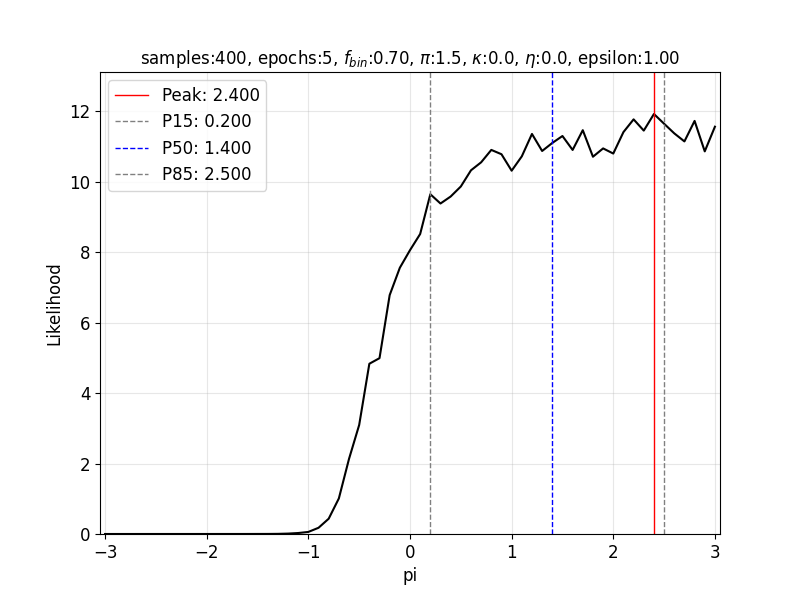 samples:400, epochs:5, f_bin:0.70, π:1.5, κ:0.0, η:0.0, epsilon:1.00
Peak: 2.400
P15: 0.200
P50: 1.400
P85: 2.500
12
10
8
6
4
2
0
Likelihood
−3 −2 −1 0 1 2 3
pi